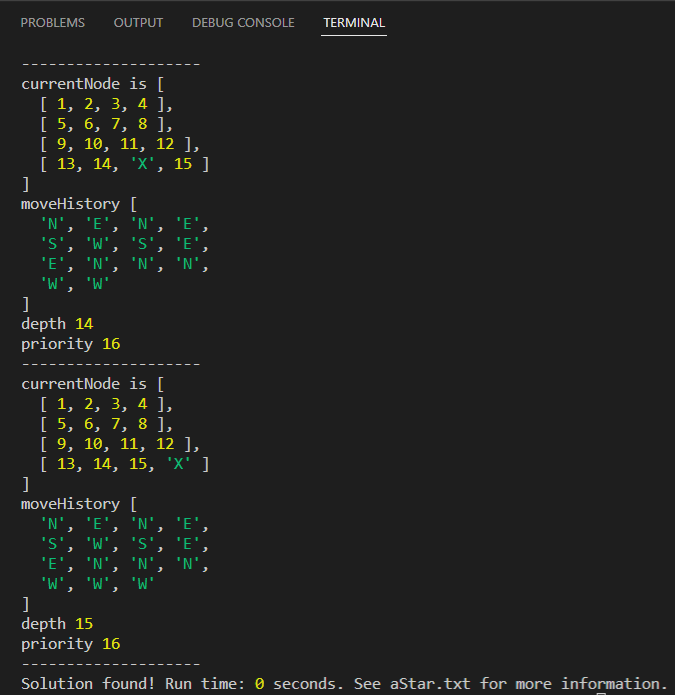 PROBLEMS OUTPUT DEBUG CONSOLE TERMINAL
--------------------
currentNode is [
  [ 1, 2, 3, 4 ],
  [ 5, 6, 7, 8 ],
  [ 9, 10, 11, 12 ],
  [ 13, 14, 'X', 15 ]
]
moveHistory [
  'N', 'E', 'N', 'E',
  'S', 'W', 'S', 'E',
  'E', 'N', 'N', 'N',
  'W', 'W'
]
depth 14
priority 16
--------------------
currentNode is [
  [ 1, 2, 3, 4 ],
  [ 5, 6, 7, 8 ],
  [ 9, 10, 11, 12 ],
  [ 13, 14, 15, 'X' ]
]
moveHistory [
  'N', 'E', 'N', 'E',
  'S', 'W', 'S', 'E',
  'E', 'N', 'N', 'N',
  'W', 'W', 'W'
]
depth 15
priority 16
--------------------
Solution found! Run time: 0 seconds. See aStar.txt for more information.